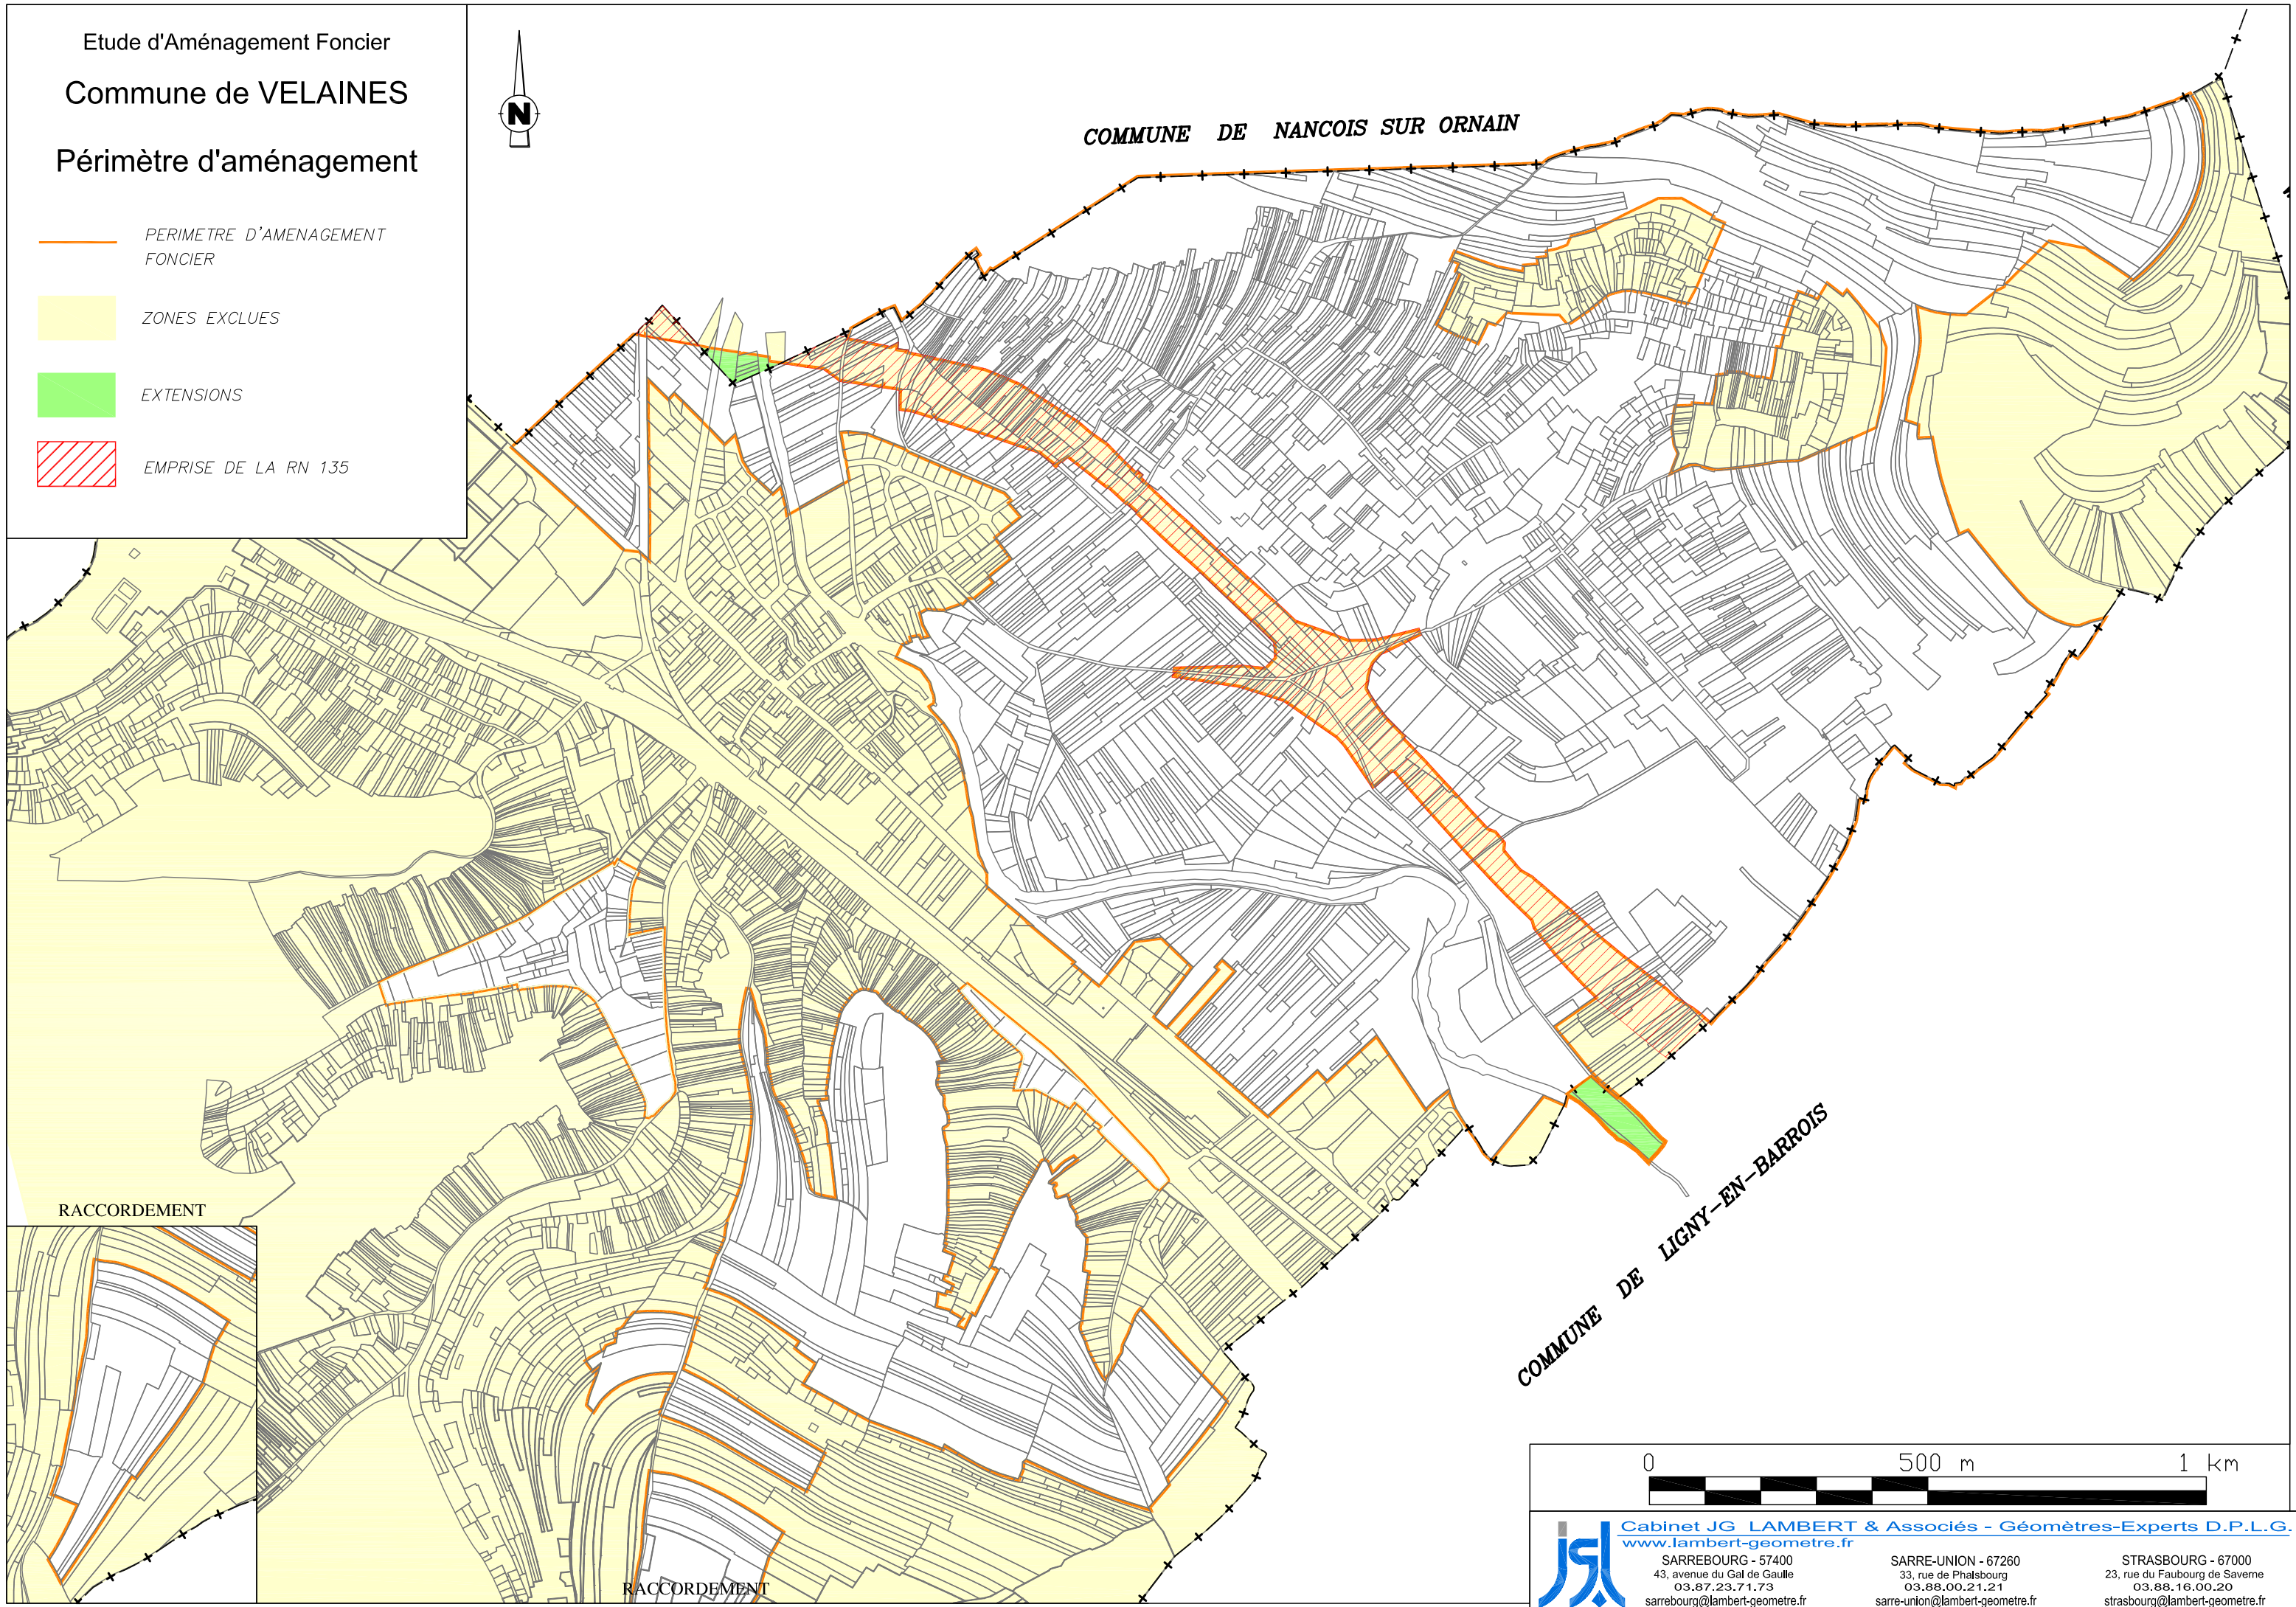 Etude d'Aménagement Foncier
Commune de VELAINES
Périmètre d'aménagement
PERIMETRE D'AMENAGEMENT
FONCIER
ZONES EXCLUES
EXTENSIONS
EMPRISE DE LA RN 135
N
COMMUNE DE NANCOIS SUR ORNAIN
COMMUNE DE LIGNY-EN-BARROIS
RACCORDEMENT
RACCORDEMENT
0 500 m 1 km
Cabinet JG LAMBERT & Associés - Géomètres-Experts D.P.L.G.
www.lambert-geometre.fr
SARREBOURG - 57400
43, avenue du Gal de Gaulle
03.87.23.71.73
sarrebourg@lambert-geometre.fr
SARRE-UNION - 67260
33, rue de Phalsbourg
03.88.00.21.21
sarre-union@lambert-geometre.fr
STRASBOURG - 67000
23, rue du Faubourg de Saverne
03.88.16.00.20
strasbourg@lambert-geometre.fr